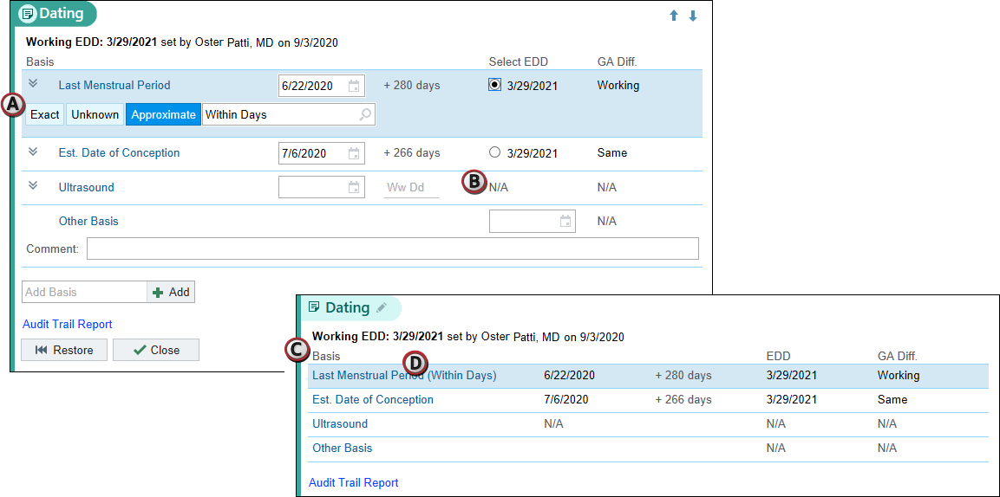 Dating
Working EDD: 3/29/2021 set by Oster Patti, MD on 9/3/2020
Basis Select EDD GA Diff.
Last Menstrual Period 6/22/2020 + 280 days 3/29/2021 Working
A
Exact Unknown Approximate Within Days
Est. Date of Conception 7/6/2020 + 266 days 3/29/2021 Same
Ultrasound Ww Dd B N/A N/A
Other Basis N/A
Comment:
Add Basis Add
Audit Trail Report
Restore Close
Dating
Working EDD: 3/29/2021 set by Oster Patti, MD on 9/3/2020
C
Basis EDD GA Diff.
D
Last Menstrual Period (Within Days) 6/22/2020 + 280 days 3/29/2021 Working
Est. Date of Conception 7/6/2020 + 266 days 3/29/2021 Same
Ultrasound N/A N/A N/A
Other Basis N/A N/A
Audit Trail Report